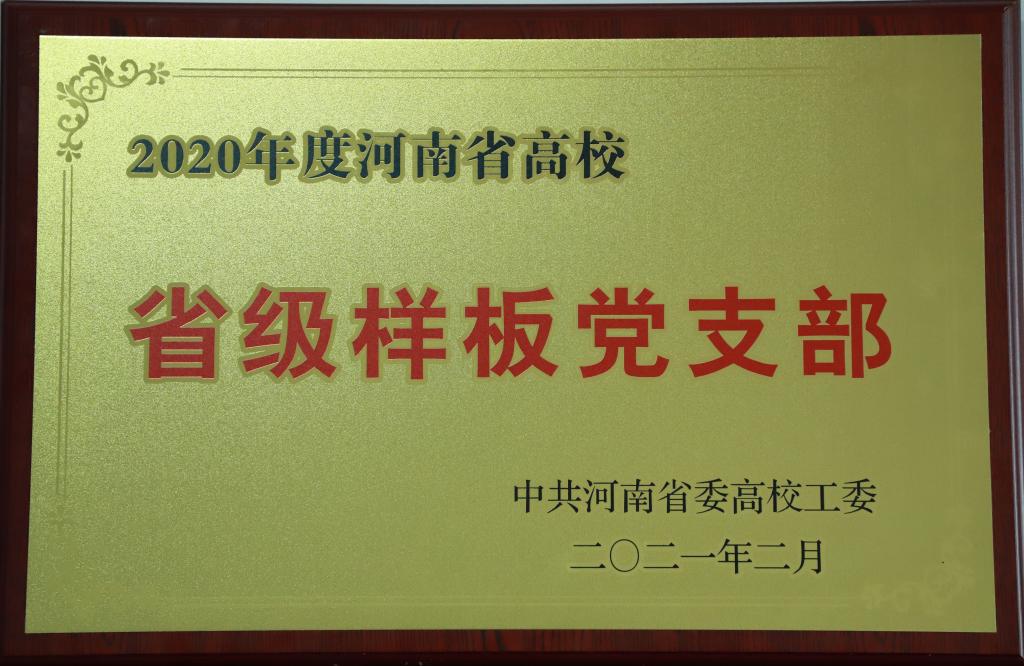 2020年度河南省高校
省级样板党支部
中共河南省委高校工委
二〇二一年二月